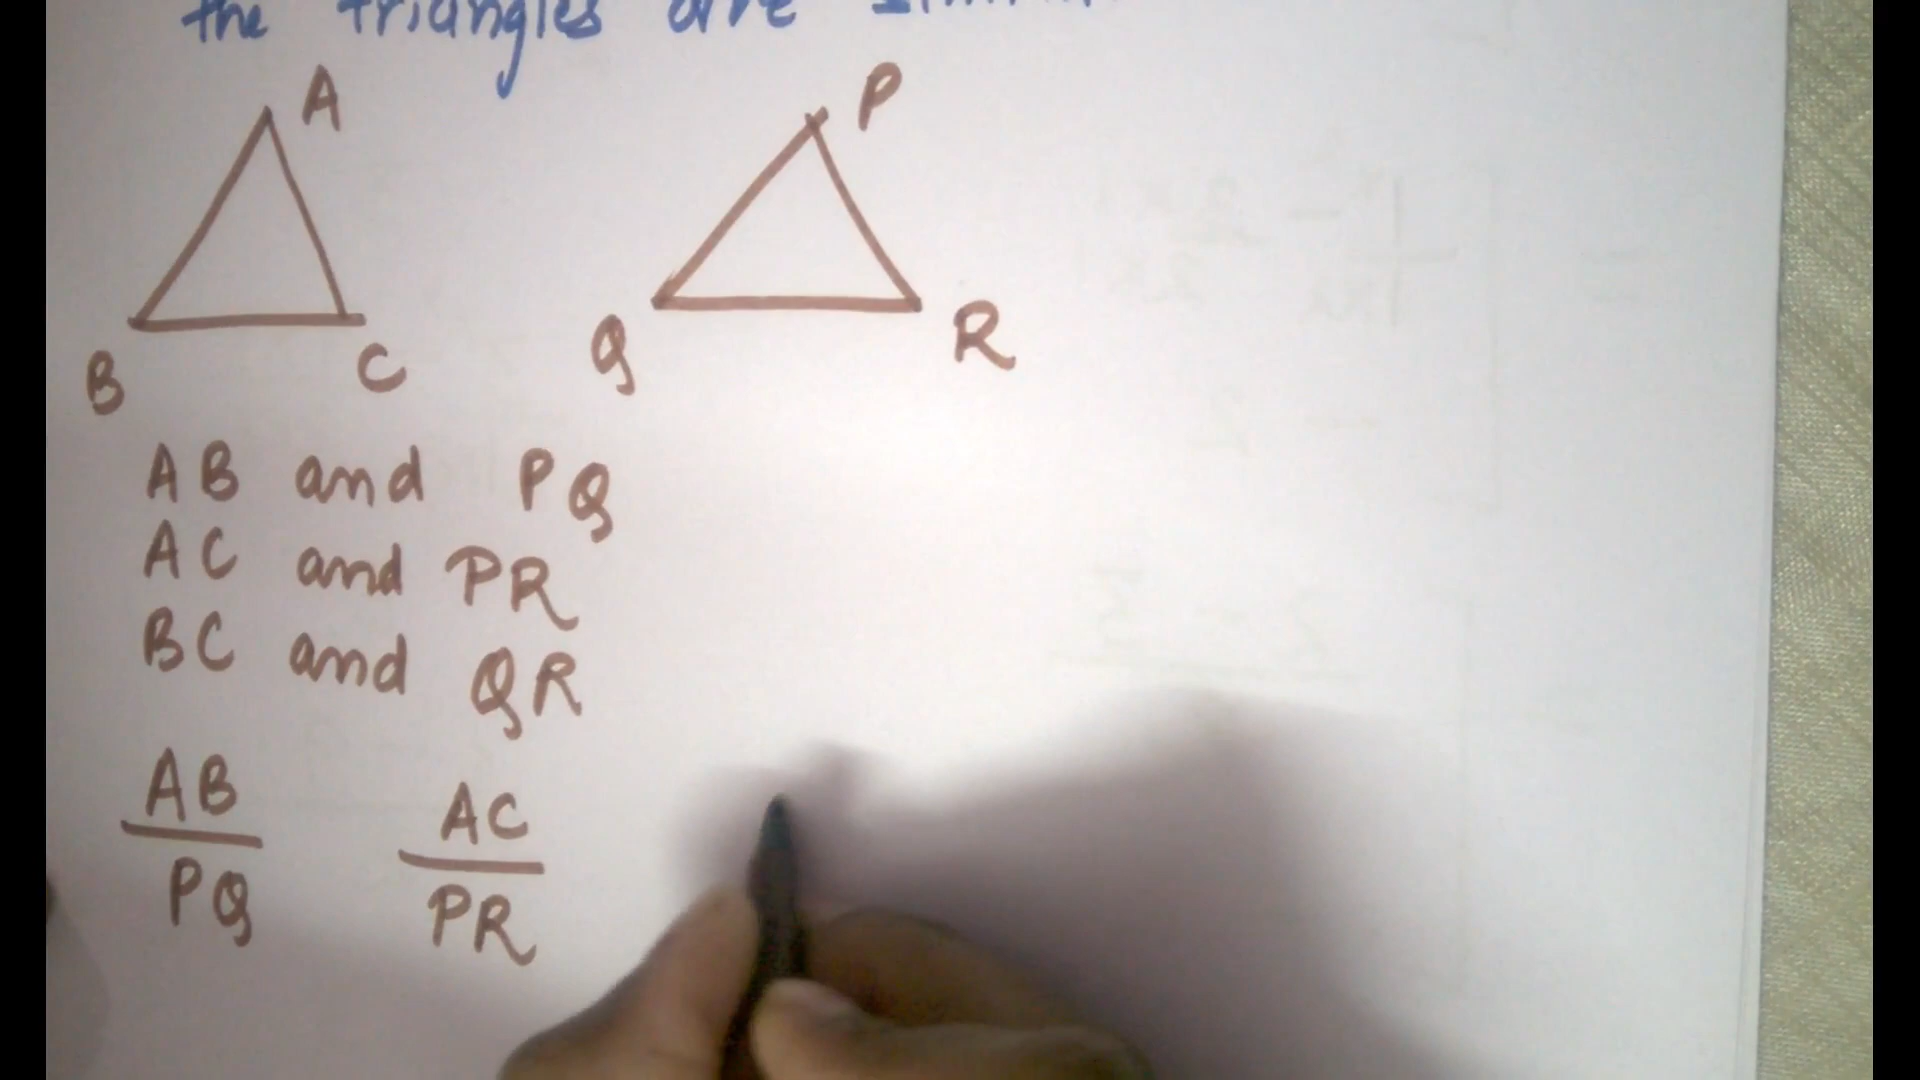 the triangles are
A
P
B
C
Q
R
AB and PQ
AC and PR
BC and QR
AB
PQ
AC
PR